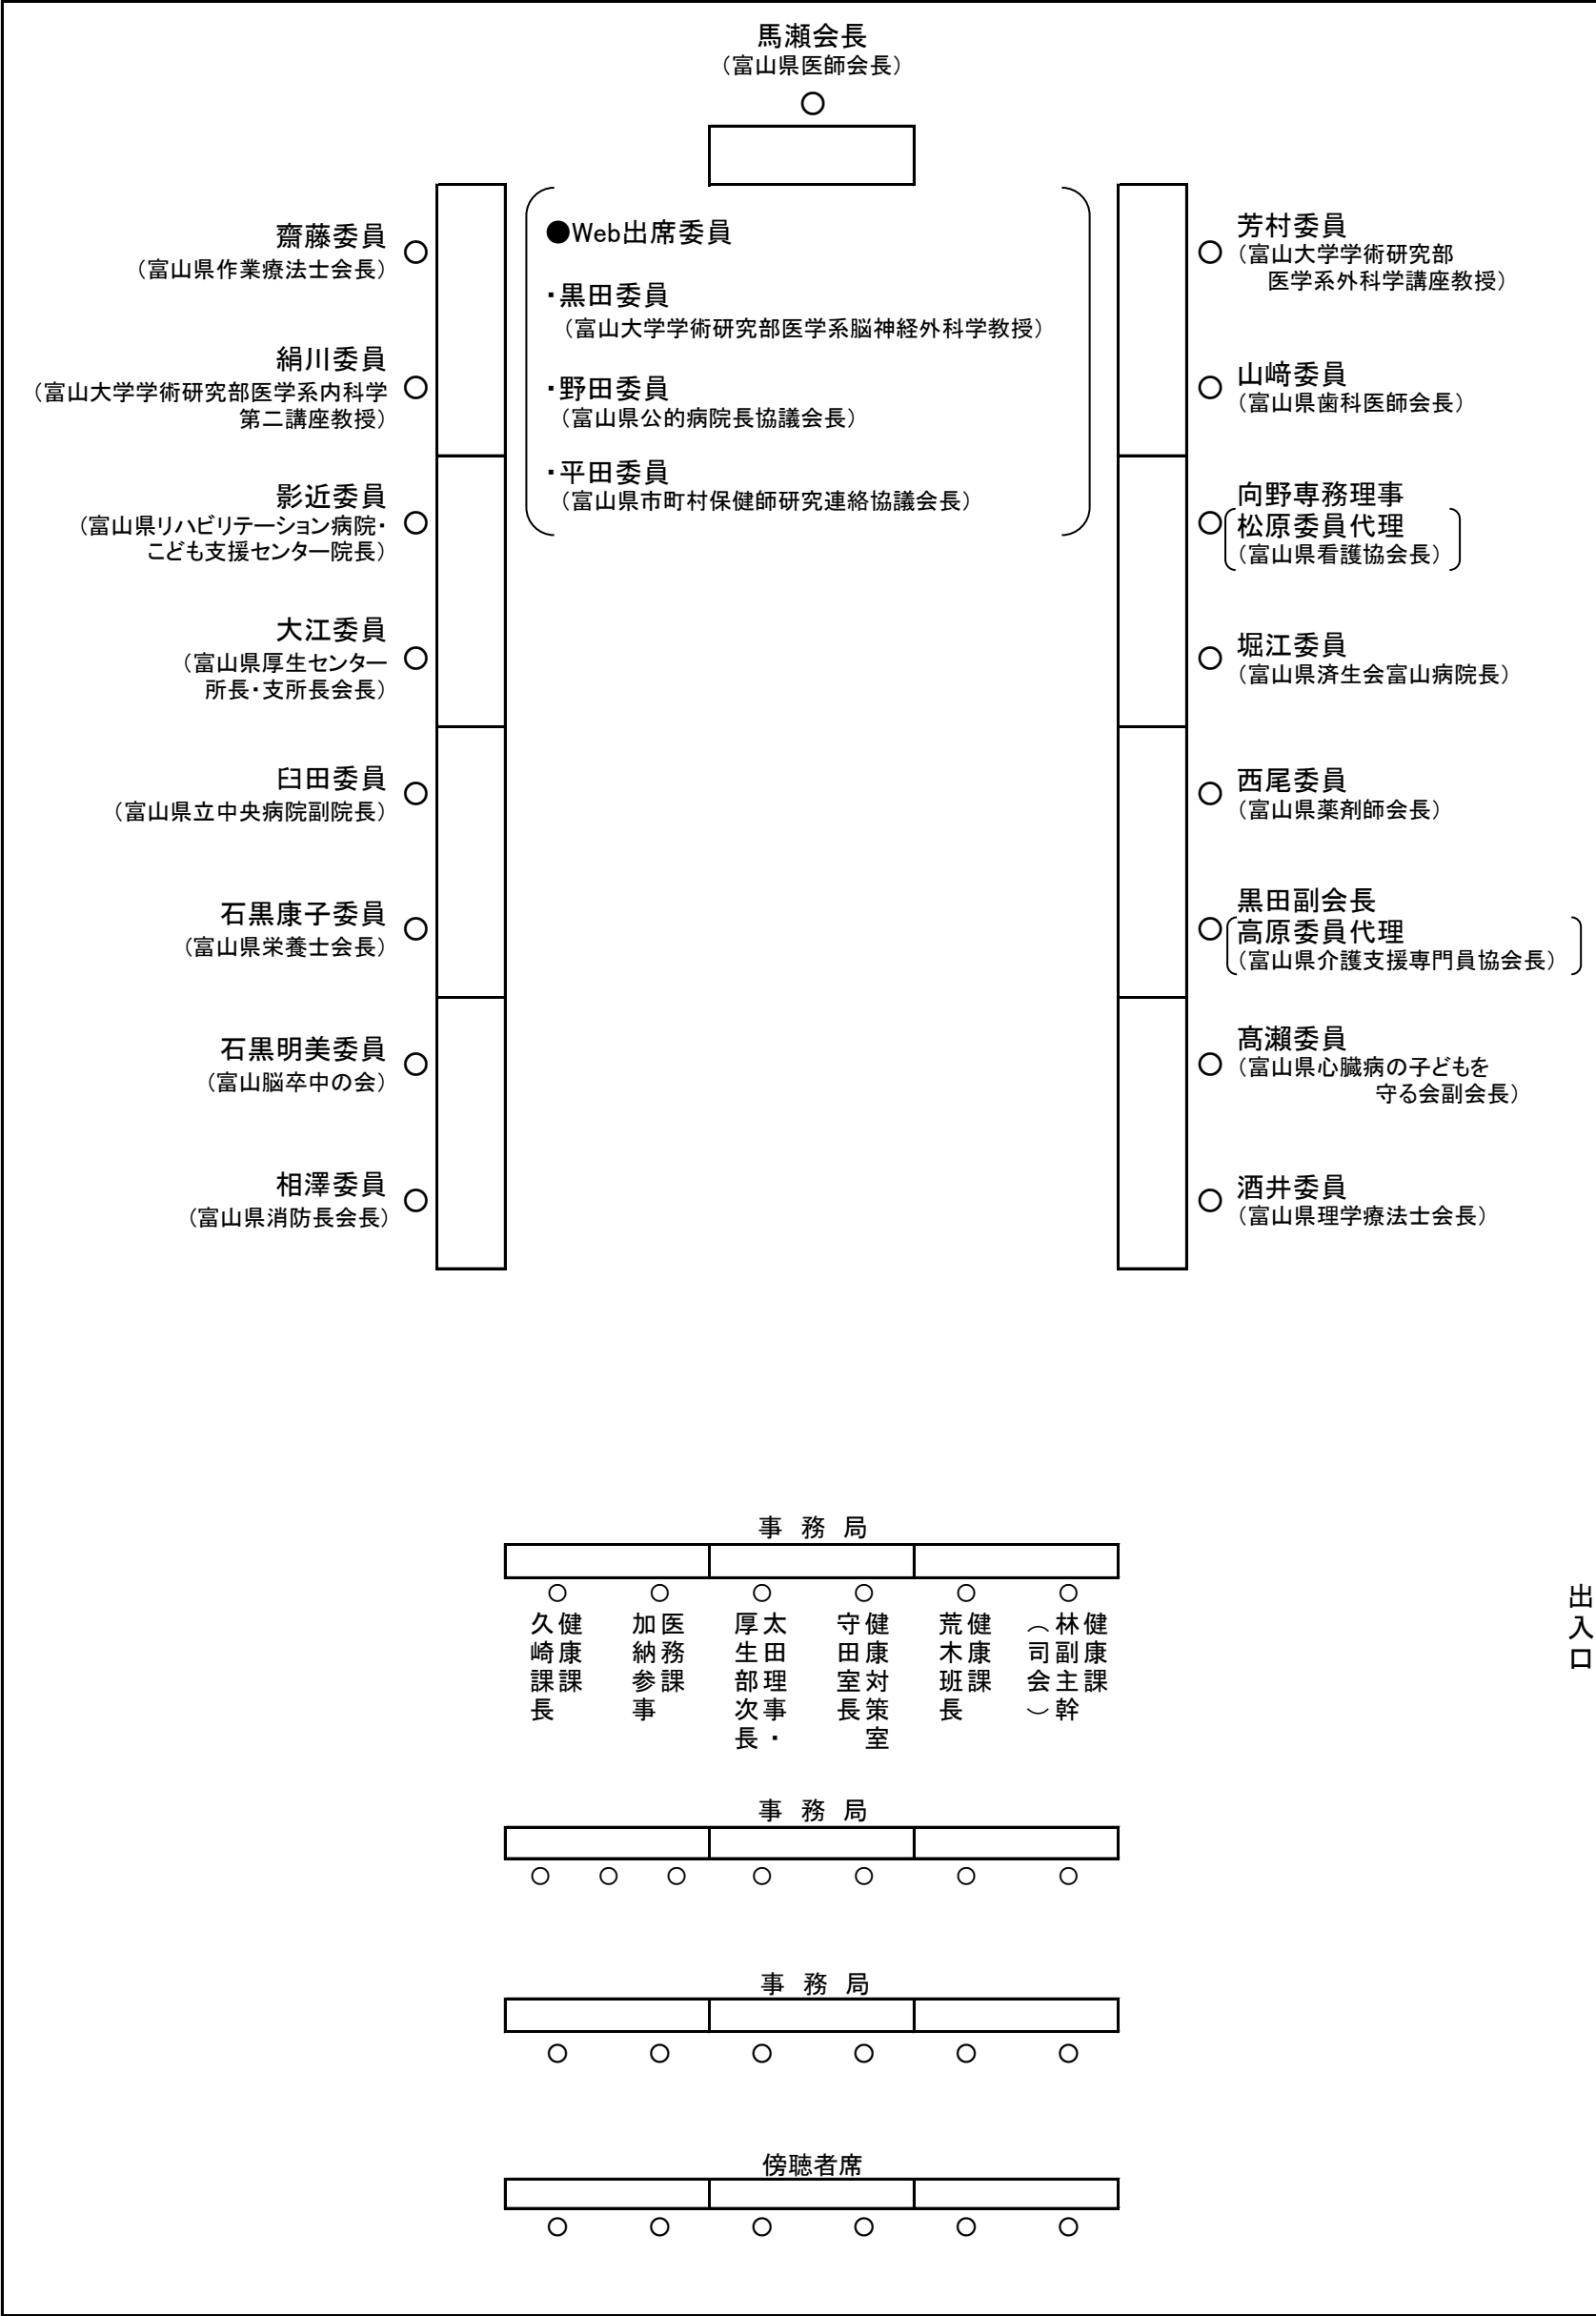 馬瀬会長
（富山県医師会長）
齋藤委員
（富山県作業療法士会長）
絹川委員
（富山大学学術研究部医学系内科学
第二講座教授）
影近委員
（富山県リハビリテーション病院・
こども支援センター院長）
大江委員
（富山県厚生センター
所長・支所長会長）
臼田委員
（富山県立中央病院副院長）
石黒康子委員
（富山県栄養士会長）
石黒明美委員
（富山脳卒中の会）
相澤委員
（富山県消防長会長）
●Web出席委員
・黒田委員
（富山大学学術研究部医学系脳神経外科学教授）
・野田委員
（富山県公的病院長協議会長）
・平田委員
（富山県市町村保健師研究連絡協議会長）
芳村委員
（富山大学学術研究部
医学系外科学講座教授）
山﨑委員
（富山県歯科医師会長）
向野専務理事
松原委員代理
（富山県看護協会長）
堀江委員
（富山県済生会富山病院長）
西尾委員
（富山県薬剤師会長）
黒田副会長
高原委員代理
（富山県介護支援専門員協会長）
髙瀨委員
（富山県心臓病の子どもを
守る会副会長）
酒井委員
（富山県理学療法士会長）
事 務 局
健康課
久崎課長
医務課
加納参事
太田理事・
厚生部次長
健康対策室
守田室長
健康課
荒木班長
健康課
林副主幹
（司会）
出入口
事 務 局
事 務 局
傍聴者席